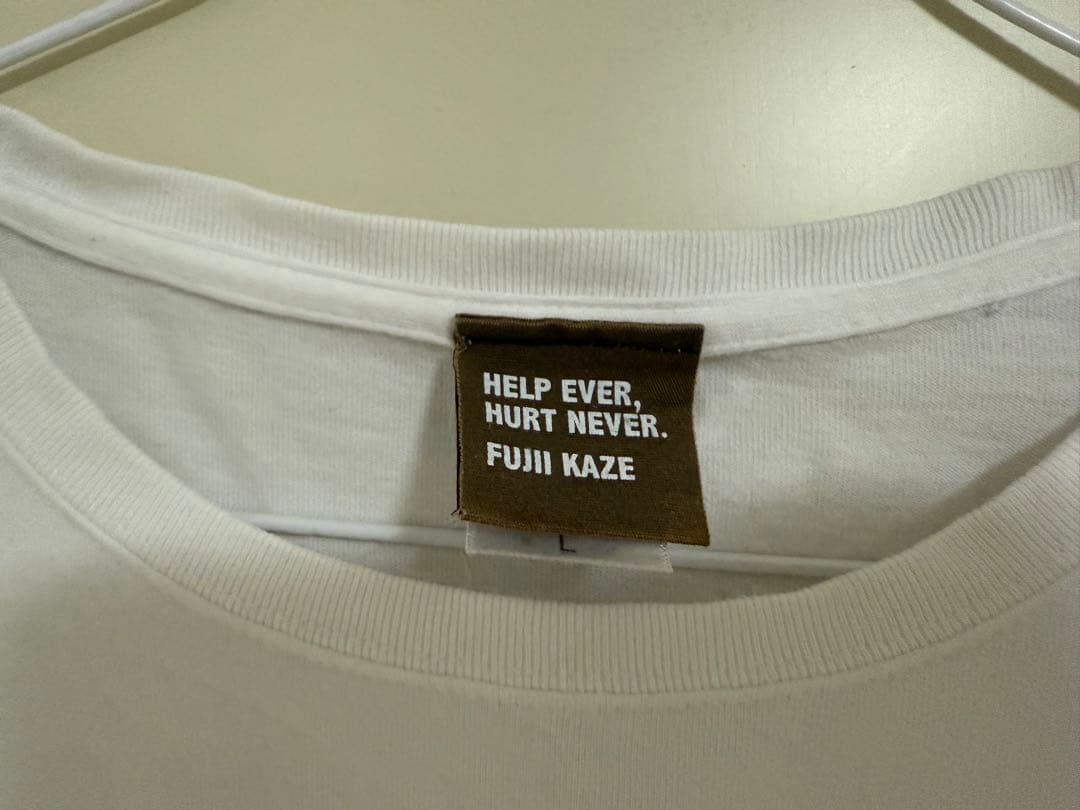 HELP EVER,
HURT NEVER.
FUJII KAZE
L